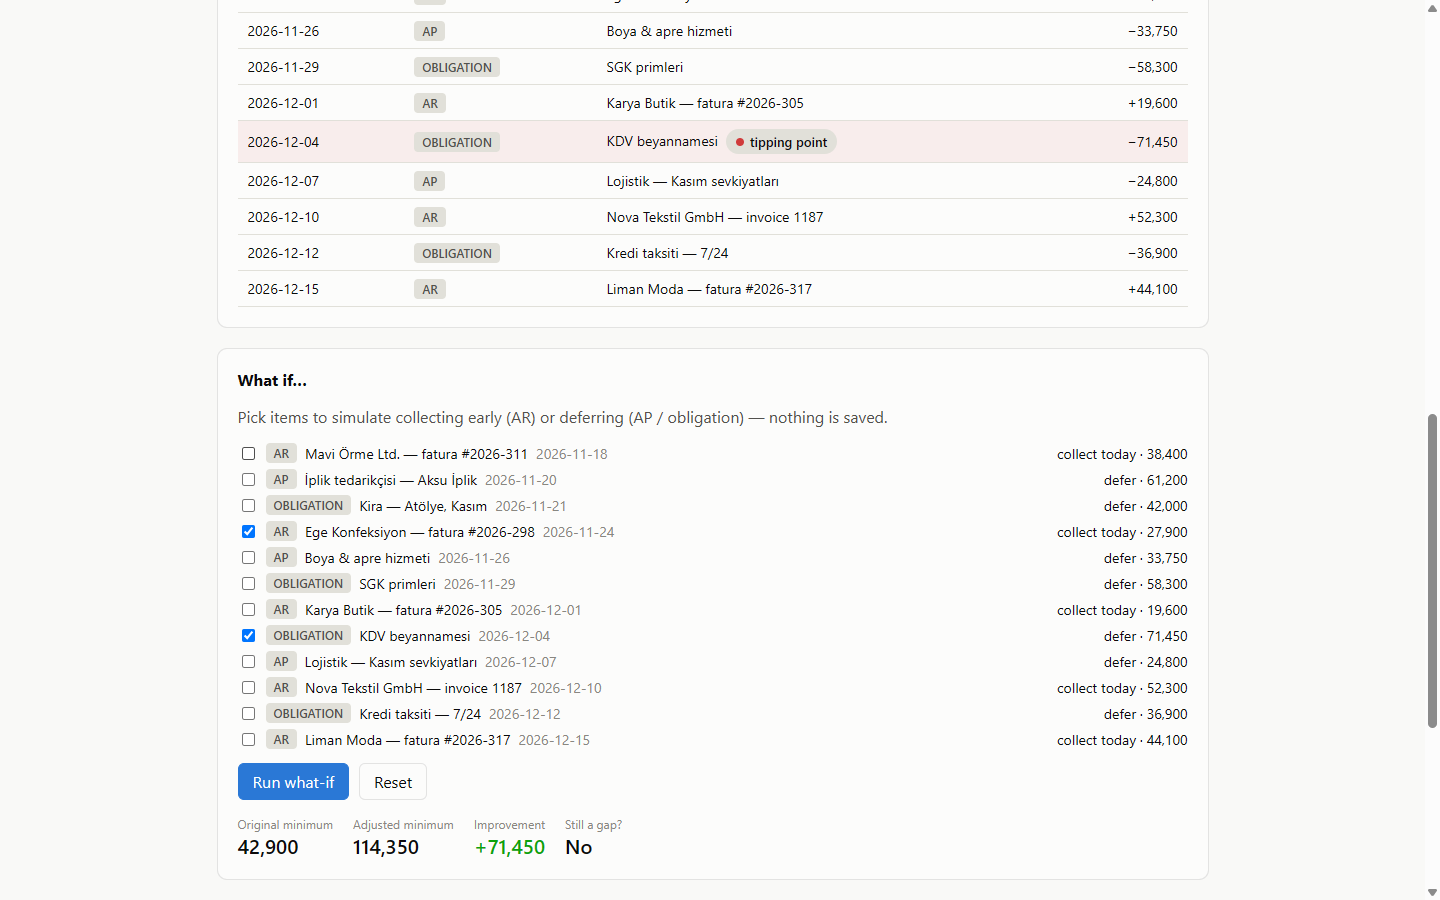 2026-11-26 AP Boya & apre hizmeti −33,750
2026-11-29 OBLIGATION SGK primleri −58,300
2026-12-01 AR Karya Butik — fatura #2026-305 +19,600
2026-12-04 OBLIGATION KDV beyannamesi tipping point −71,450
2026-12-07 AP Lojistik — Kasım sevkiyatları −24,800
2026-12-10 AR Nova Tekstil GmbH — invoice 1187 +52,300
2026-12-12 OBLIGATION Kredi taksiti — 7/24 −36,900
2026-12-15 AR Liman Moda — fatura #2026-317 +44,100
What if...
Pick items to simulate collecting early (AR) or deferring (AP / obligation) — nothing is saved.
AR Mavi Örme Ltd. — fatura #2026-311 2026-11-18 collect today · 38,400
AP İplik tedarikçisi — Aksu İplik 2026-11-20 defer · 61,200
OBLIGATION Kira — Atölye, Kasım 2026-11-21 defer · 42,000
AR Ege Konfeksiyon — fatura #2026-298 2026-11-24 collect today · 27,900
AP Boya & apre hizmeti 2026-11-26 defer · 33,750
OBLIGATION SGK primleri 2026-11-29 defer · 58,300
AR Karya Butik — fatura #2026-305 2026-12-01 collect today · 19,600
OBLIGATION KDV beyannamesi 2026-12-04 defer · 71,450
AP Lojistik — Kasım sevkiyatları 2026-12-07 defer · 24,800
AR Nova Tekstil GmbH — invoice 1187 2026-12-10 collect today · 52,300
OBLIGATION Kredi taksiti — 7/24 2026-12-12 defer · 36,900
AR Liman Moda — fatura #2026-317 2026-12-15 collect today · 44,100
Run what-if Reset
Original minimum Adjusted minimum Improvement Still a gap?
42,900 114,350 +71,450 No